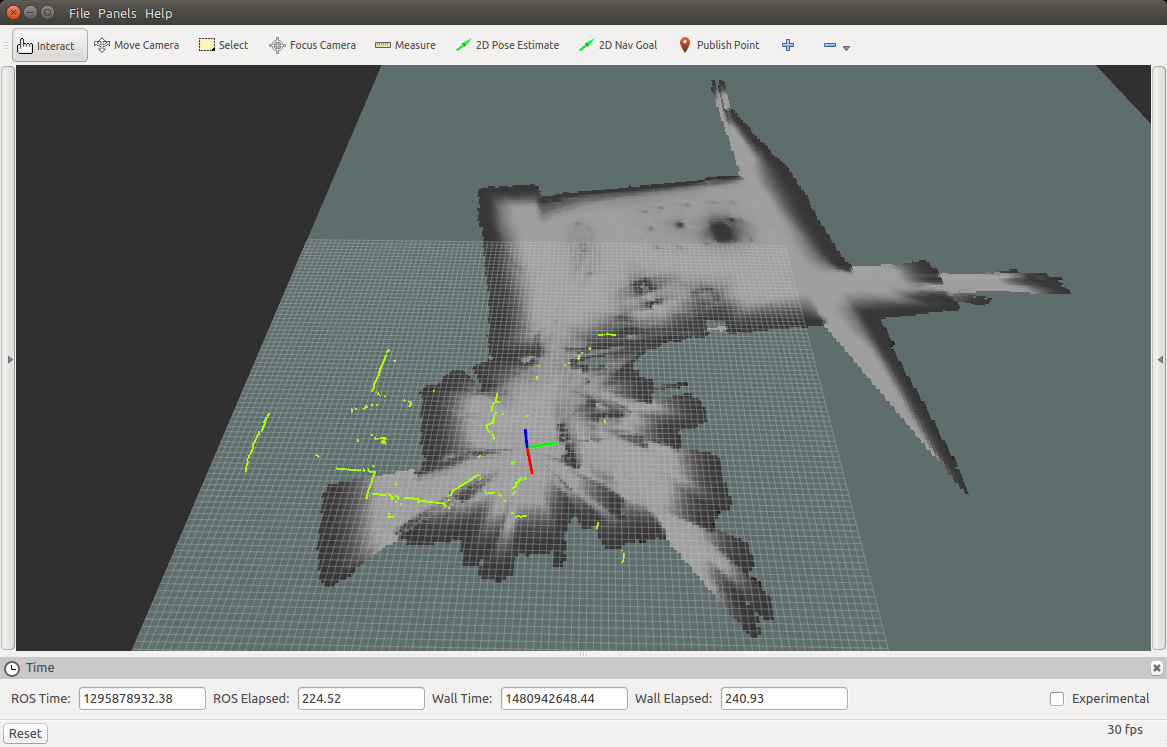 File Panels Help
Interact Move Camera Select Focus Camera Measure 2D Pose Estimate 2D Nav Goal Publish Point
Time
ROS Time: 1295878932.38 ROS Elapsed: 224.52 Wall Time: 1480942648.44 Wall Elapsed: 240.93 Experimental
Reset 30 fps